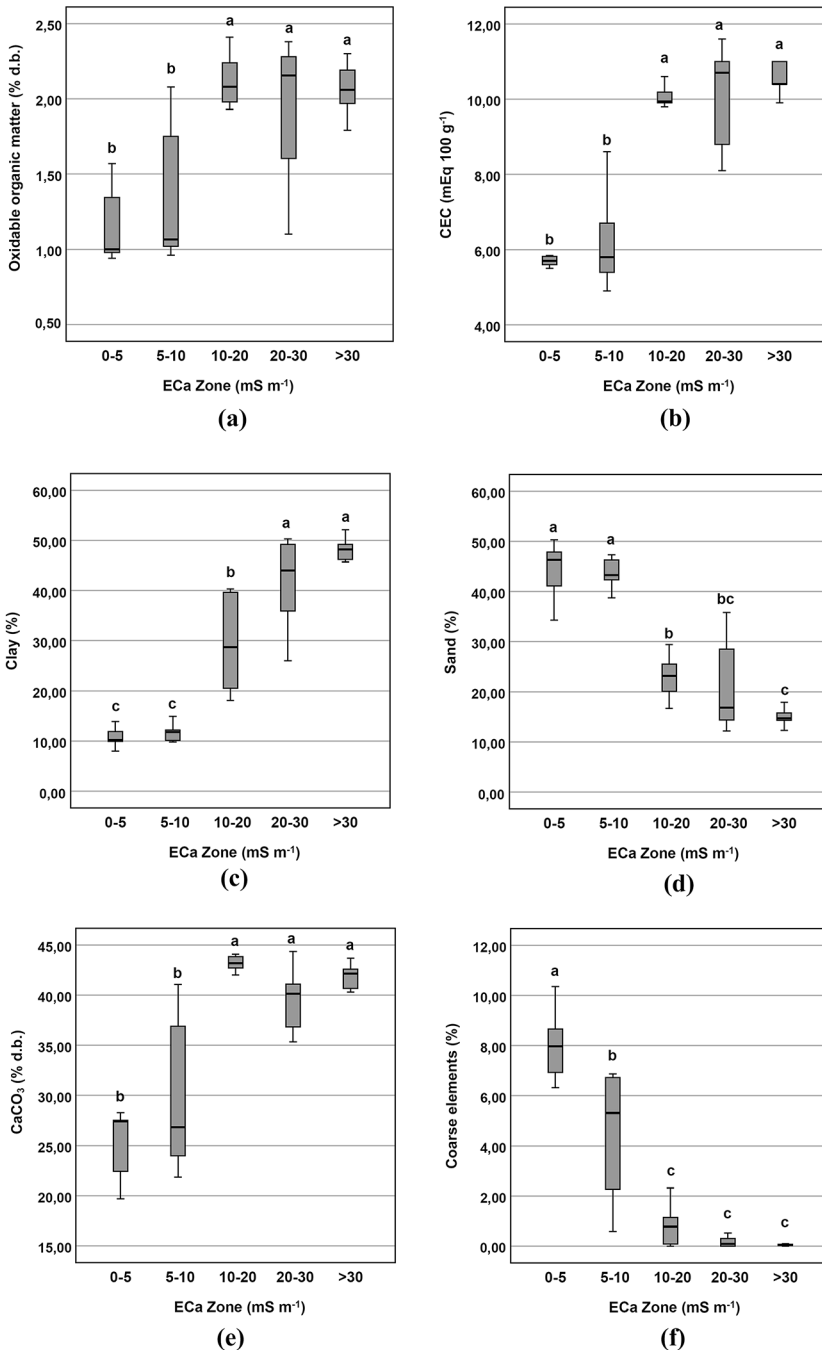 2,50
2,00
1,50
1,00
0,50
Oxidable organic matter (% d.b.)
b
b
a
a
a
0-5 5-10 10-20 20-30 >30
ECa Zone (mS m-1)
(a)
12,00
10,00
8,00
6,00
4,00
CEC (mEq 100 g-1)
b
b
a
a
a
0-5 5-10 10-20 20-30 >30
ECa Zone (mS m-1)
(b)
60,00
50,00
40,00
30,00
20,00
10,00
0,00
Clay (%)
c
c
b
a
a
0-5 5-10 10-20 20-30 >30
ECa Zone (mS m-1)
(c)
60,00
50,00
40,00
30,00
20,00
10,00
0,00
Sand (%)
a
a
b
bc
c
0-5 5-10 10-20 20-30 >30
ECa Zone (mS m-1)
(d)
45,00
40,00
35,00
30,00
25,00
20,00
15,00
CaCO3 (% d.b.)
b
b
a
a
a
0-5 5-10 10-20 20-30 >30
ECa Zone (mS m-1)
(e)
12,00
10,00
8,00
6,00
4,00
2,00
0,00
Coarse elements (%)
a
b
c
c
c
0-5 5-10 10-20 20-30 >30
ECa Zone (mS m-1)
(f)